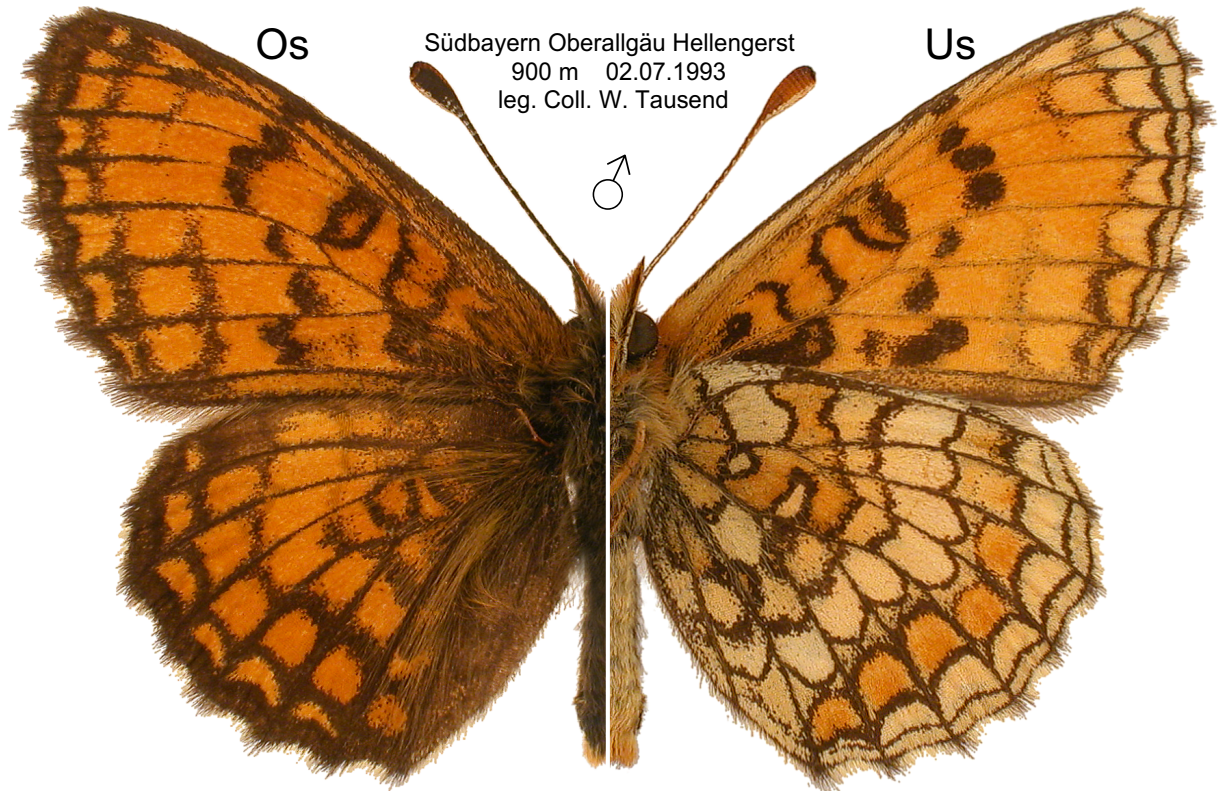 Os
Südbayern Oberallgäu Hellengerst
900 m 02.07.1993
leg. Coll. W. Tausend
Us
♂